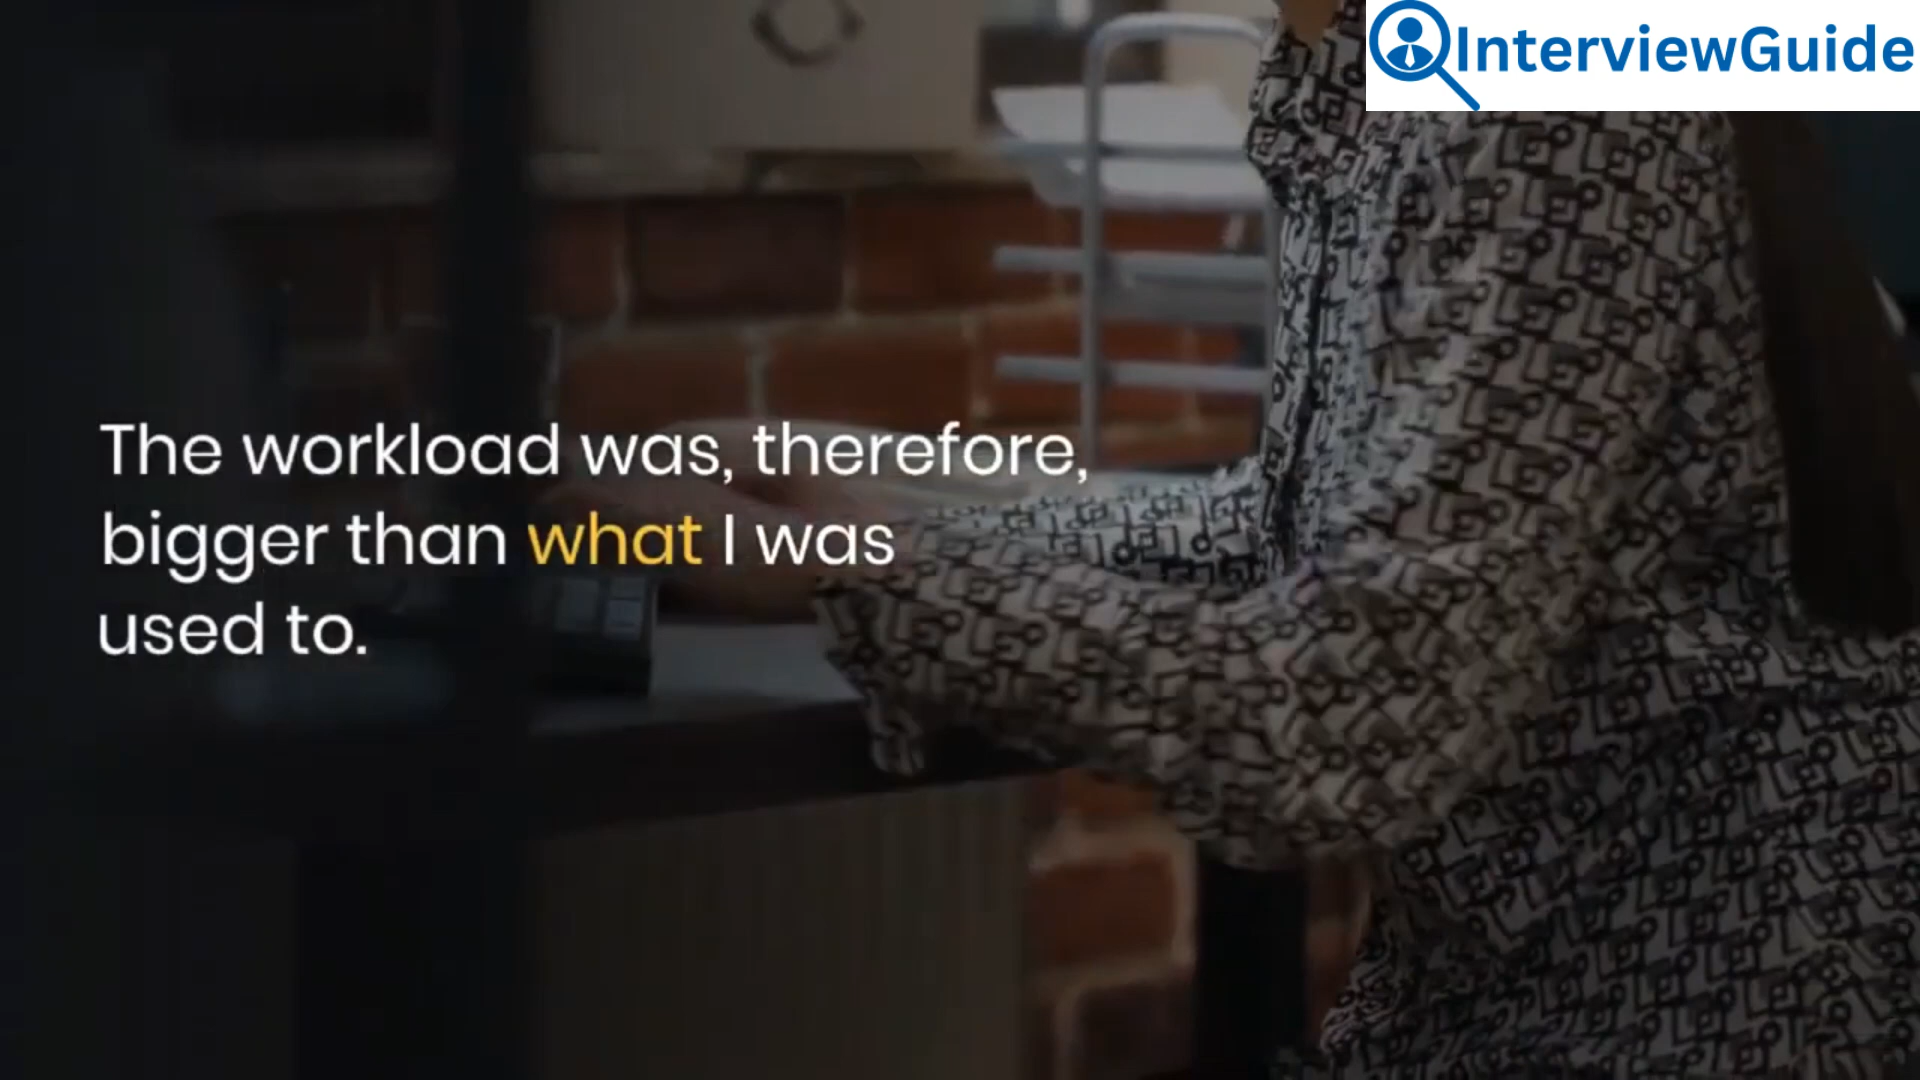 InterviewGuide
The workload was, therefore,
bigger than what I was
used to.